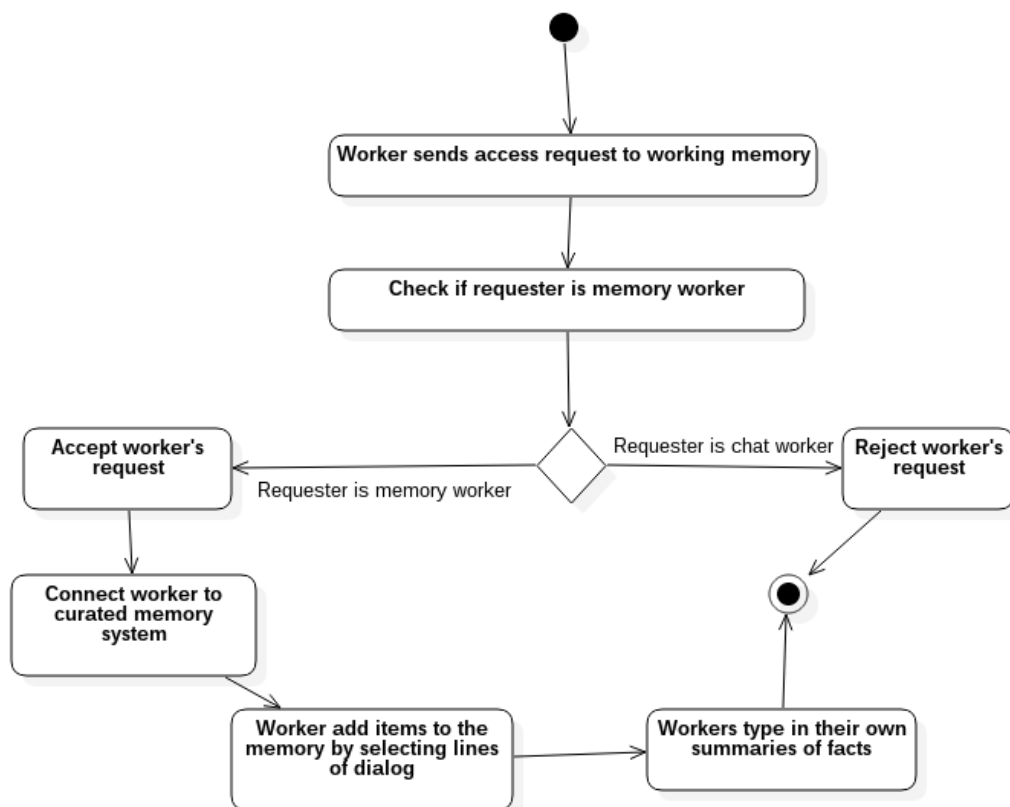 Worker sends access request to working memory
Check if requester is memory worker
Requester is chat worker
Accept worker's
request
Reject worker's
request
Requester is memory worker
Connect worker to
curated memory
system
Worker add items to the
memory by selecting lines
of dialog
Workers type in their own
summaries of facts